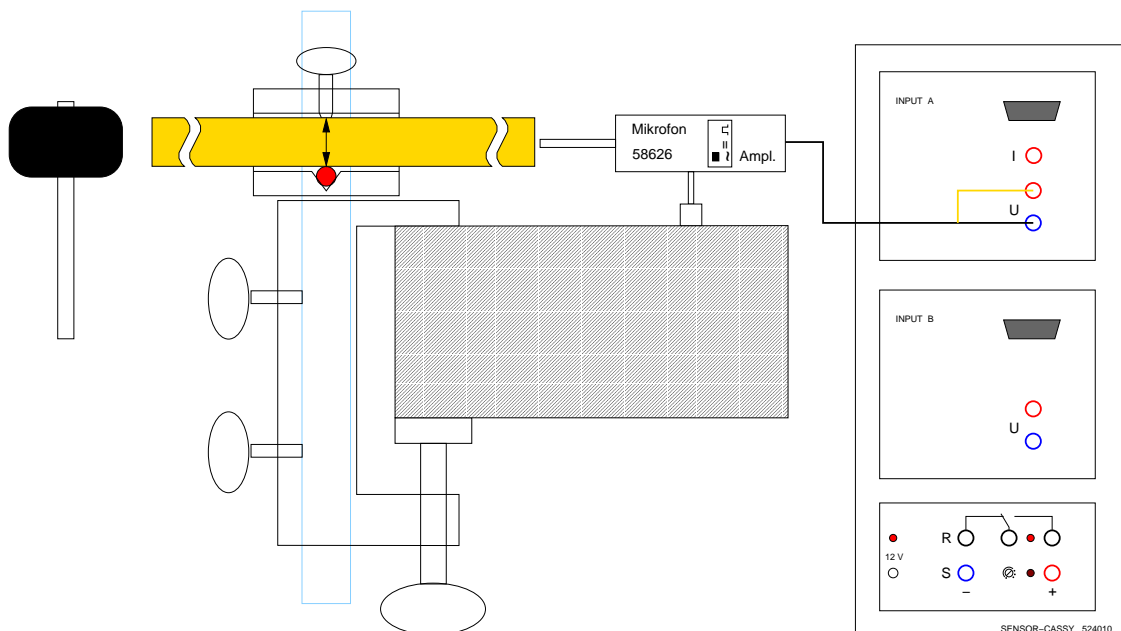 Mikrofon
58626
Ampl.
INPUT A
I
U
INPUT B
U
R
12 V
S
−
+
SENSOR−CASSY 524010